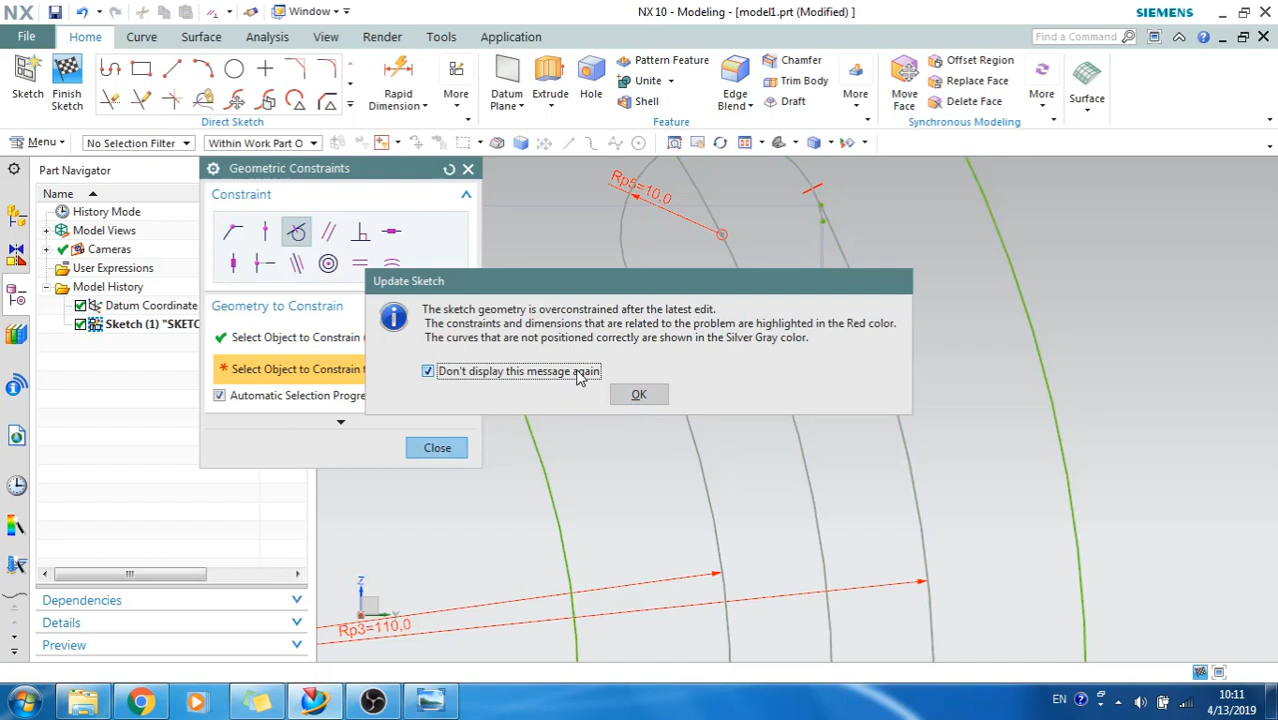 NX
Window
NX 10 - Modeling - [model1.prt (Modified) ]
SIEMENS
File
Home
Curve
Surface
Analysis
View
Render
Tools
Application
Find a Command
Sketch
Finish
Sketch
Rapid
Dimension
More
Datum
Plane
Extrude
Hole
Pattern Feature
Unite
Shell
Edge
Blend
Chamfer
Trim Body
Draft
More
Move
Face
Offset Region
Replace Face
Delete Face
More
Surface
Direct Sketch
Feature
Synchronous Modeling
Menu
No Selection Filter
Within Work Part O
Part Navigator
Name
History Mode
Model Views
Cameras
User Expressions
Model History
Datum Coordinate
Sketch (1) "SKETC
Dependencies
Details
Preview
Geometric Constraints
Constraint
Geometry to Constrain
Select Object to Constrain
Select Object to Constrain t
Automatic Selection Progre
Close
Update Sketch
The sketch geometry is overconstrained after the latest edit.
The constraints and dimensions that are related to the problem are highlighted in the Red color.
The curves that are not positioned correctly are shown in the Silver Gray color.
Don't display this message again
OK
Rp5=10,0
Z
Y
Rp3=110,0
EN
10:11
4/13/2019